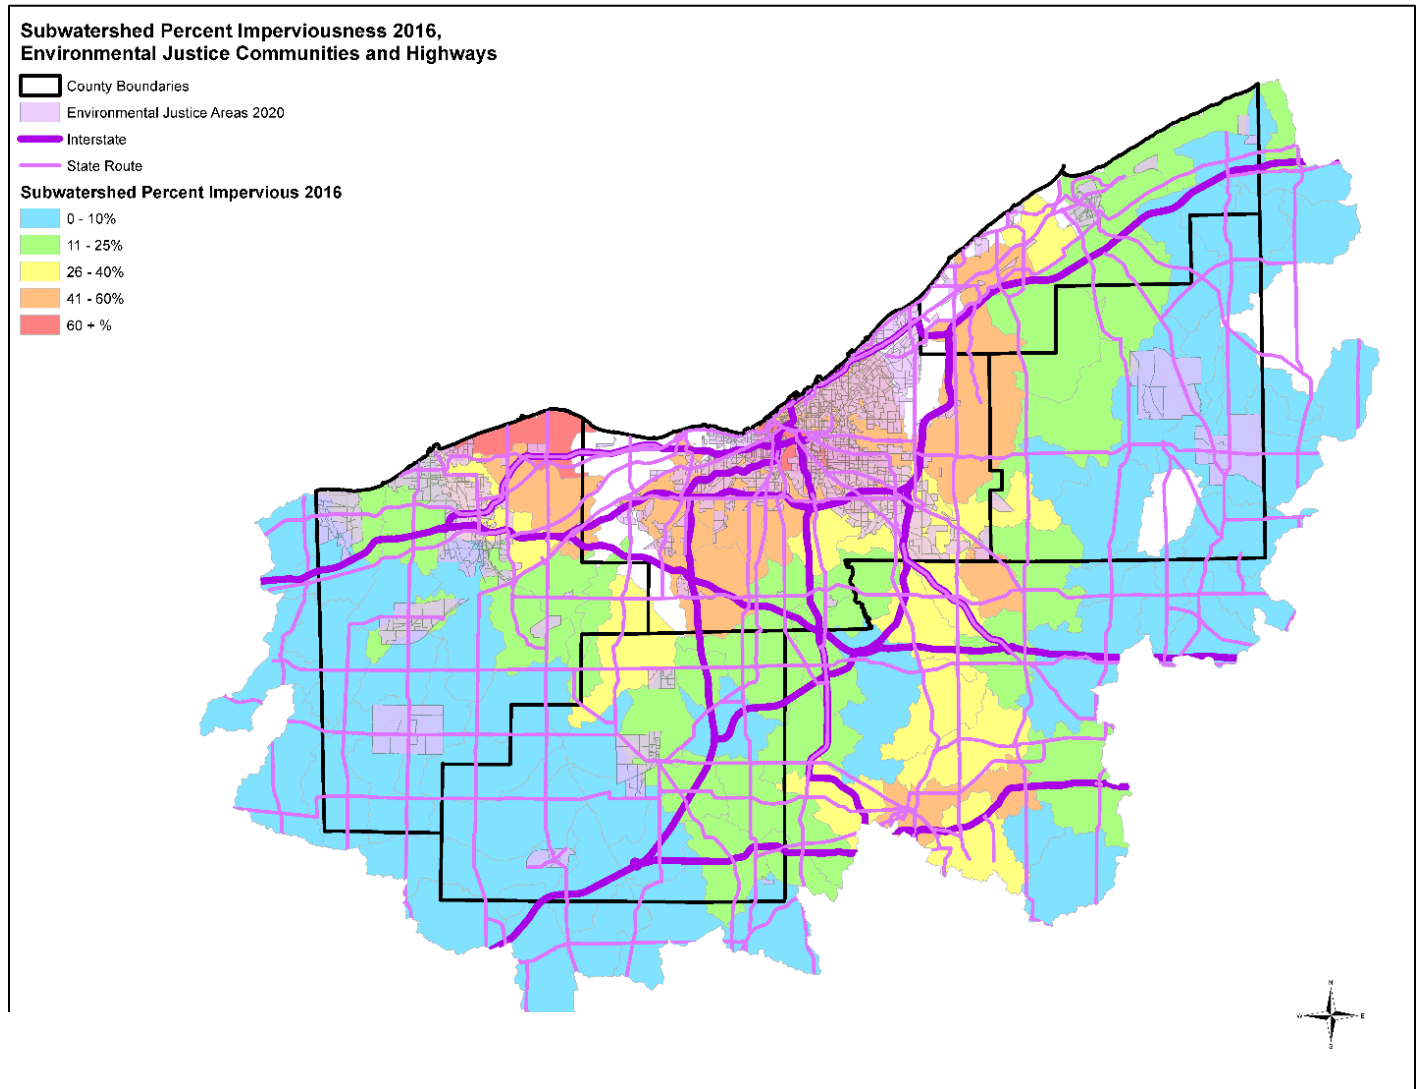 Subwatershed Percent Imperviousness 2016,
Environmental Justice Communities and Highways
County Boundaries
Environmental Justice Areas 2020
Interstate
State Route
Subwatershed Percent Impervious 2016
0 - 10%
11 - 25%
26 - 40%
41 - 60%
60 + %
N
W E
S